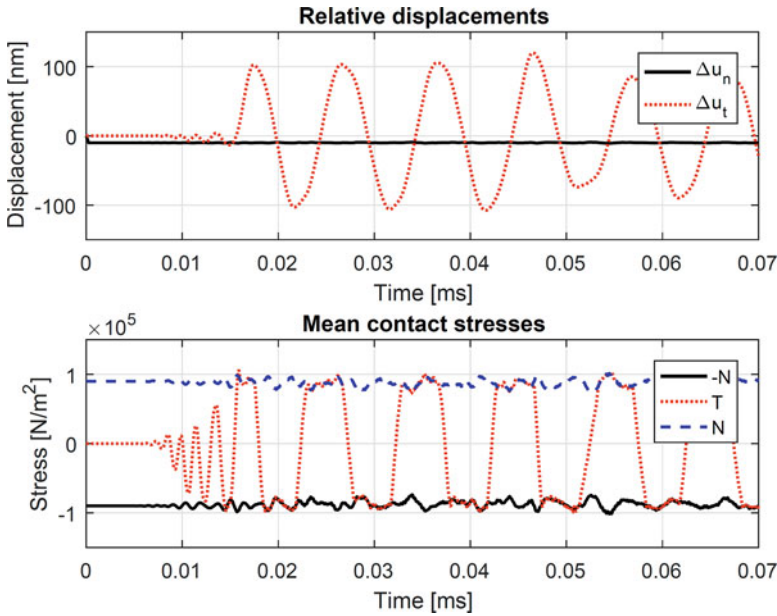 Relative displacements
Displacement [nm]
100
0
-100
Δu_n
Δu_t
0 0.01 0.02 0.03 0.04 0.05 0.06 0.07
Time [ms]
× 10^5
Mean contact stresses
Stress [N/m²]
1
0
-1
-N
T
N
0 0.01 0.02 0.03 0.04 0.05 0.06 0.07
Time [ms]